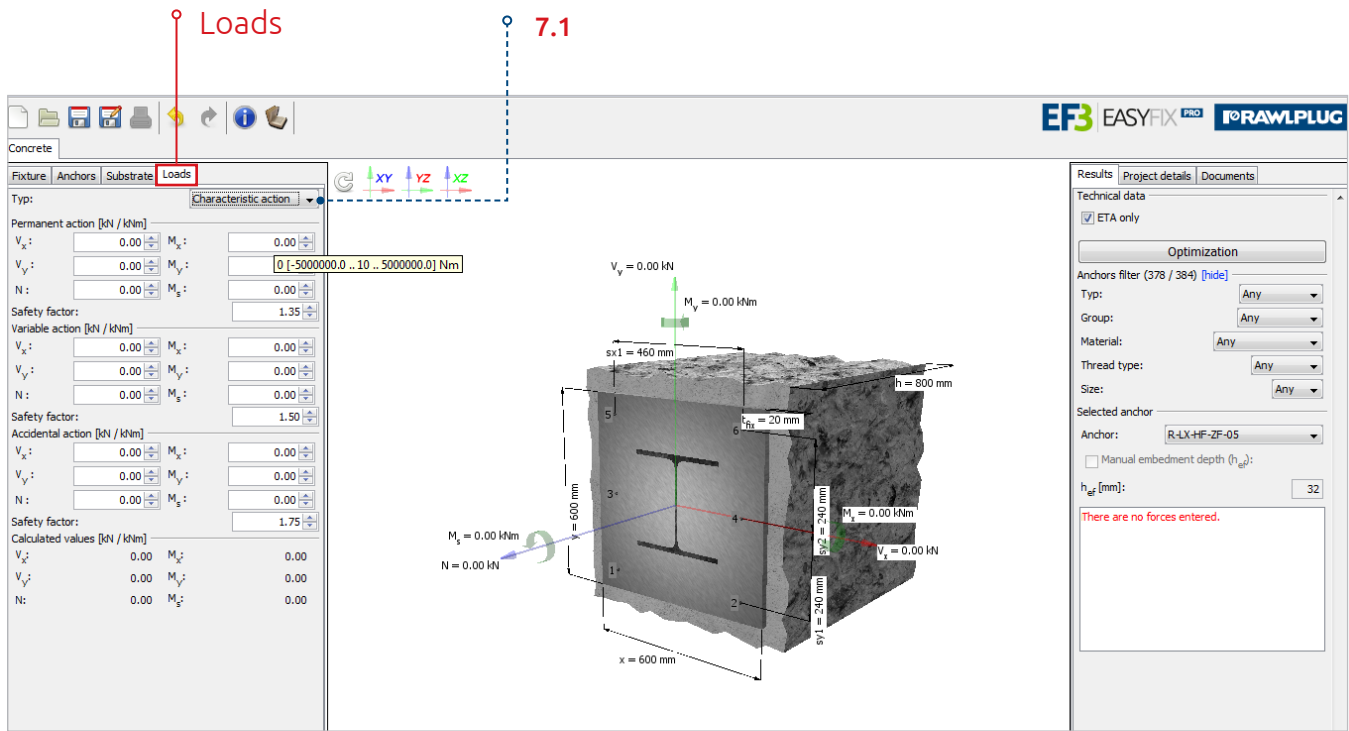 Loads
7.1
EF3 EASYFIX PRO RAWLPLUG
Concrete
Fixture Anchors Substrate Loads
Typ: Characteristic action
Permanent action [kN / kNm]
Vx: 0.00 Mx: 0.00
Vy: 0.00 My:
0 [-5000000.0 .. 10 .. 5000000.0] Nm
N: 0.00 Ms: 0.00
Safety factor: 1.35
Variable action [kN / kNm]
Vx: 0.00 Mx: 0.00
Vy: 0.00 My: 0.00
N: 0.00 Ms: 0.00
Safety factor: 1.50
Accidental action [kN / kNm]
Vx: 0.00 Mx: 0.00
Vy: 0.00 My: 0.00
N: 0.00 Ms: 0.00
Safety factor: 1.75
Calculated values [kN / kNm]
Vx: 0.00 Mx: 0.00
Vy: 0.00 My: 0.00
N: 0.00 Ms: 0.00
XY YZ XZ
Vy = 0.00 kN
My = 0.00 kNm
sx1 = 460 mm
h = 800 mm
tfix = 20 mm
5
6
3
4
1
2
y = 600 mm
sy2 = 240 mm
sy1 = 240 mm
Mx = 0.00 kNm
Vx = 0.00 kN
Ms = 0.00 kNm
N = 0.00 kN
x = 600 mm
Results Project details Documents
Technical data
ETA only
Optimization
Anchors filter (378 / 384) [hide]
Typ: Any
Group: Any
Material: Any
Thread type: Any
Size: Any
Selected anchor
Anchor: R-LX-HF-ZF-05
Manual embedment depth (hef):
hef [mm]: 32
There are no forces entered.